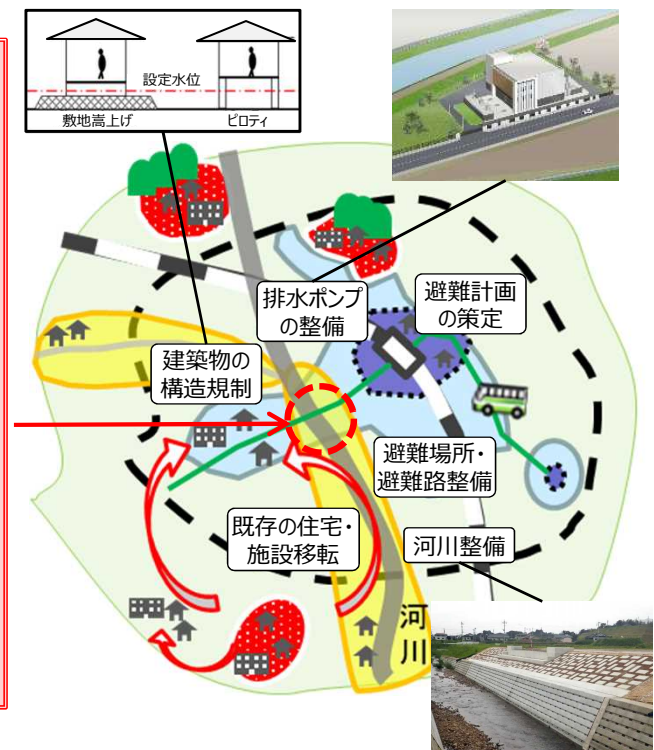 設定水位
敷地嵩上げ
ピロティ
排水ポンプ
の整備
避難計画
の策定
建築物の
構造規制
避難場所・
避難路整備
既存の住宅・
施設移転
河川整備
河
川